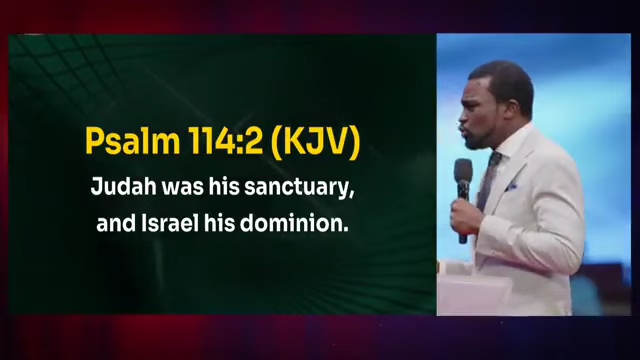 Psalm 114:2 (KJV)
Judah was his sanctuary,
and Israel his dominion.